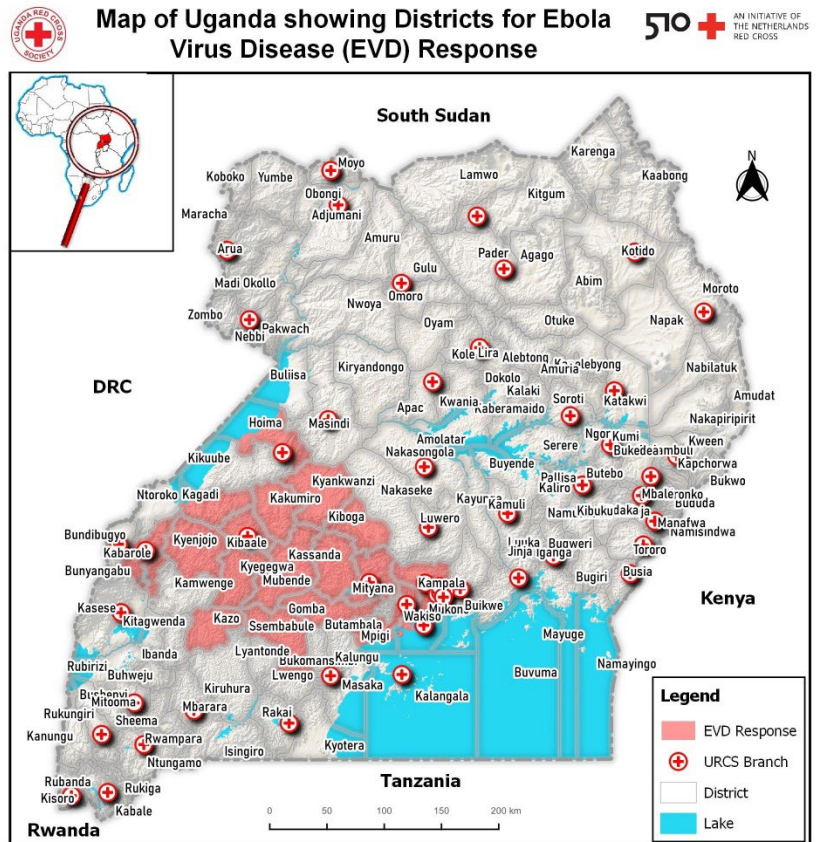 UGANDA RED CROSS
SOCIETY
Map of Uganda showing Districts for Ebola
Virus Disease (EVD) Response
510
AN INITIATIVE OF
THE NETHERLANDS
RED CROSS
South Sudan
N
Karenga
Moyo
Koboko Yumbe Lamwo Kaabong
Obongi Kitgum
Adjumani
Maracha
Amuru
Arua Pader Agago Kotido
Gulu
Madi Okollo Omoro Abim Moroto
Nwoya
Zombo Pakwach Oyam Otuke Napak
Nebbi
Kole Lira Alebtong
Kiryandongo Amuria Nabilatuk
DRC Buliisa Dokolo
Kalaki Amudat
Apac Kwania Katakwi
Hoima Masindi Kaberamaido Soroti Nakapiripirit
Amolatar Kumi Kween
Kikuube Nakasongola Serere
Kapchorwa
Kyankwanzi Buyende Butebo
Ntoroko Kagadi Kakumiro Nakaseke Pallisa Bukwo
Kaliro
Kiboga Kamuli
Bundibugyo Luwero Manafwa
Kyenjojo Kibaale Namisindwa
Kabarole Kassanda Bugweri
Bunyangabu Kyegegwa Jinja Tororo
Kamwenge Mubende Mityana Kampala Bugiri Busia
Kasese Gomba Wakiso Buikwe Kenya
Kitagwenda Kazo Ssembabule Butambala
Mpigi Mayuge
Ibanda Lyantonde Kalungu
Rubirizi Buvuma Namayingo
Buhweju Lwengo
Kiruhura Masaka Kalangala
Mitooma
Rukungiri Sheema Mbarara Rakai
Kanungu Rwampara Kyotera
Ntungamo Isingiro
Rubanda Rukiga Tanzania
Kisoro
Kabale
Rwanda
0 50 100 200 km
Legend
EVD Response
URCS Branch
District
Lake